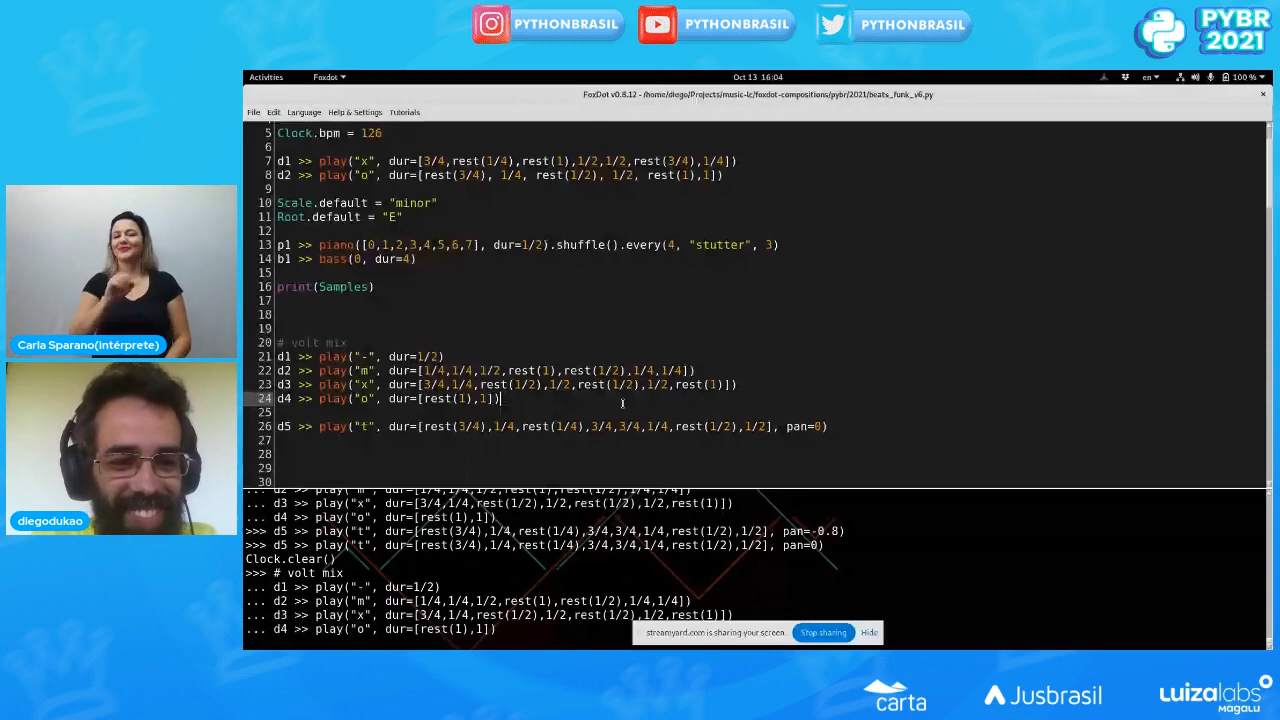 PYTHONBRASIL
PYTHONBRASIL
PYTHONBRASIL
PYBR
2021
Activities
Foxdot
Oct 13 16:04
en
100 %
FoxDot v0.8.12 - /home/diego/Projects/music-lc/foxdot-compositions/pybr/2021/beats_funk_v6.py
File Edit Language Help & Settings Tutorials
5 Clock.bpm = 126
6
7 d1 >> play("x", dur=[3/4,rest(1/4),rest(1),1/2,1/2,rest(3/4),1/4])
8 d2 >> play("o", dur=[rest(3/4), 1/4, rest(1/2), 1/2, rest(1),1])
9
10 Scale.default = "minor"
11 Root.default = "E"
12
13 p1 >> piano([0,1,2,3,4,5,6,7], dur=1/2).shuffle().every(4, "stutter", 3)
14 b1 >> bass(0, dur=4)
15
16 print(Samples)
17
18
19
20 # volt mix
21 d1 >> play("-", dur=1/2)
22 d2 >> play("m", dur=[1/4,1/4,1/2,rest(1),rest(1/2),1/4,1/4])
23 d3 >> play("x", dur=[3/4,1/4,rest(1/2),1/2,rest(1/2),1/2,rest(1)])
24 d4 >> play("o", dur=[rest(1),1])
25
26 d5 >> play("t", dur=[rest(3/4),1/4,rest(1/4),3/4,3/4,1/4,rest(1/2),1/2], pan=0)
27
28
29
30
... d2 >> play("m", dur=[1/4,1/4,1/2,rest(1),rest(1/2),1/4,1/4])
... d3 >> play("x", dur=[3/4,1/4,rest(1/2),1/2,rest(1/2),1/2,rest(1)])
... d4 >> play("o", dur=[rest(1),1])
>>> d5 >> play("t", dur=[rest(3/4),1/4,rest(1/4),3/4,3/4,1/4,rest(1/2),1/2], pan=-0.8)
>>> d5 >> play("t", dur=[rest(3/4),1/4,rest(1/4),3/4,3/4,1/4,rest(1/2),1/2], pan=0)
Clock.clear()
>>> # volt mix
... d1 >> play("-", dur=1/2)
... d2 >> play("m", dur=[1/4,1/4,1/2,rest(1),rest(1/2),1/4,1/4])
... d3 >> play("x", dur=[3/4,1/4,rest(1/2),1/2,rest(1/2),1/2,rest(1)])
... d4 >> play("o", dur=[rest(1),1])
streamyard.com is sharing your screen. Stop sharing Hide
Carla Sparano(intérprete)
diegodukao
carta
Jusbrasil
luizalabs
MAGALU